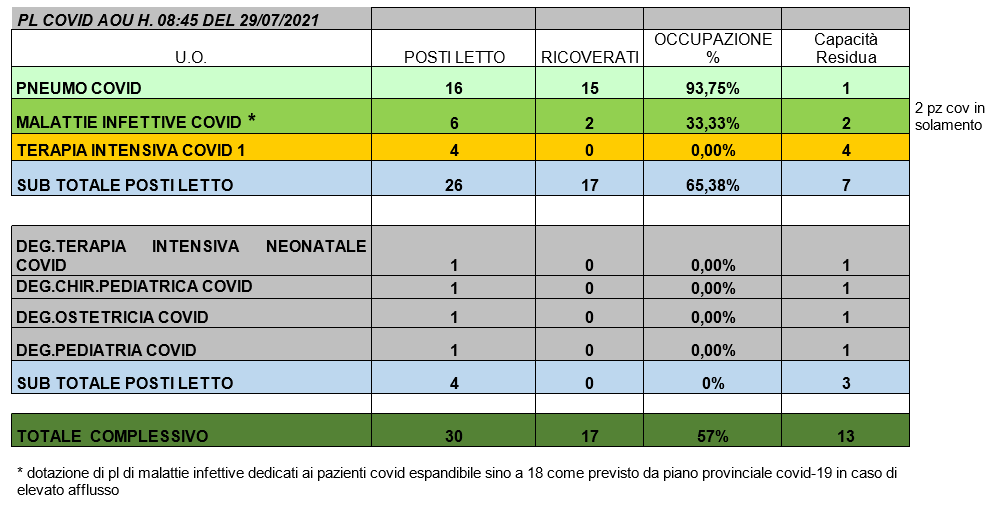 PL COVID AOU H. 08:45 DEL 29/07/2021
U.O. POSTI LETTO RICOVERATI OCCUPAZIONE % Capacità Residua
PNEUMO COVID 16 15 93,75% 1
MALATTIE INFETTIVE COVID * 6 2 33,33% 2
2 pz cov in
solamento
TERAPIA INTENSIVA COVID 1 4 0 0,00% 4
SUB TOTALE POSTI LETTO 26 17 65,38% 7
DEG.TERAPIA INTENSIVA NEONATALE
COVID 1 0 0,00% 1
DEG.CHIR.PEDIATRICA COVID 1 0 0,00% 1
DEG.OSTETRICIA COVID 1 0 0,00% 1
DEG.PEDIATRIA COVID 1 0 0,00% 1
SUB TOTALE POSTI LETTO 4 0 0% 3
TOTALE COMPLESSIVO 30 17 57% 13
* dotazione di pl di malattie infettive dedicati ai pazienti covid espandibile sino a 18 come previsto da piano provinciale covid-19 in caso di
elevato afflusso